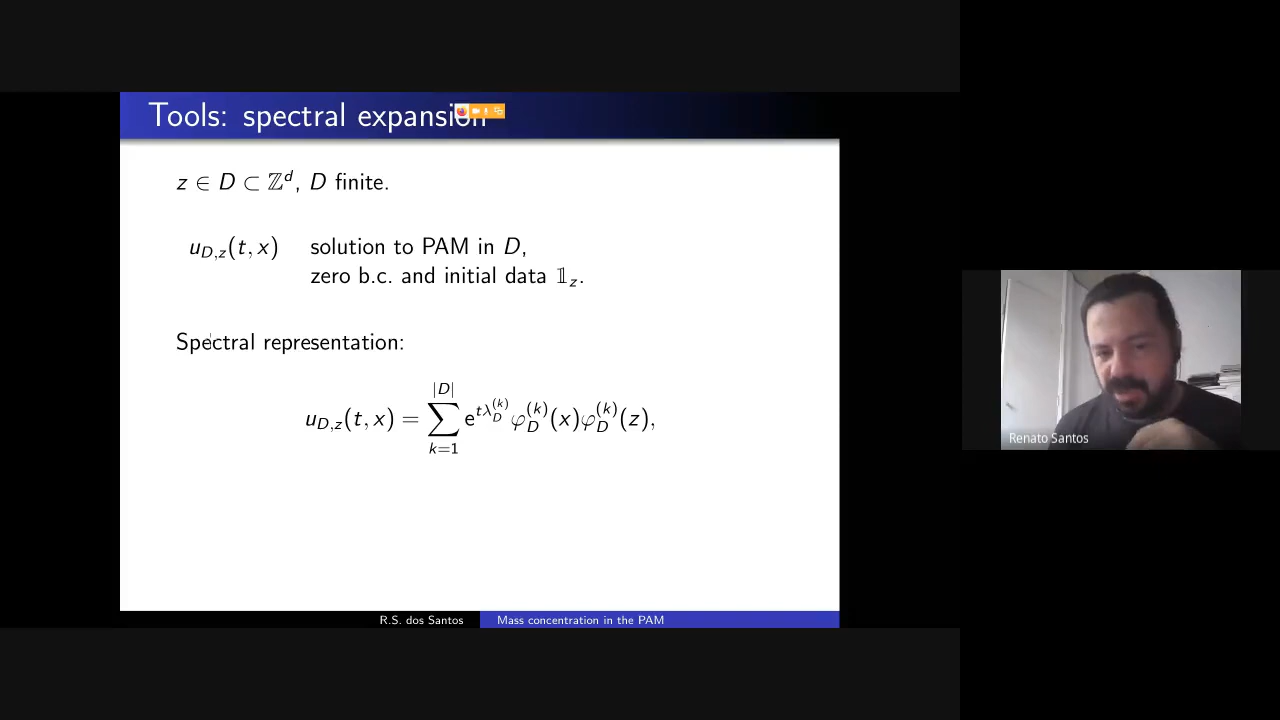 Tools: spectral expansion
z ∈ D ⊂ ℤ^d, D finite.
u_{D,z}(t, x) solution to PAM in D,
zero b.c. and initial data 𝟙_z.
Spectral representation:
u_{D,z}(t, x) = \sum_{k=1}^{|D|} e^{tλ_D^{(k)}} φ_D^{(k)}(x) φ_D^{(k)}(z),
Renato Santos
R.S. dos Santos Mass concentration in the PAM